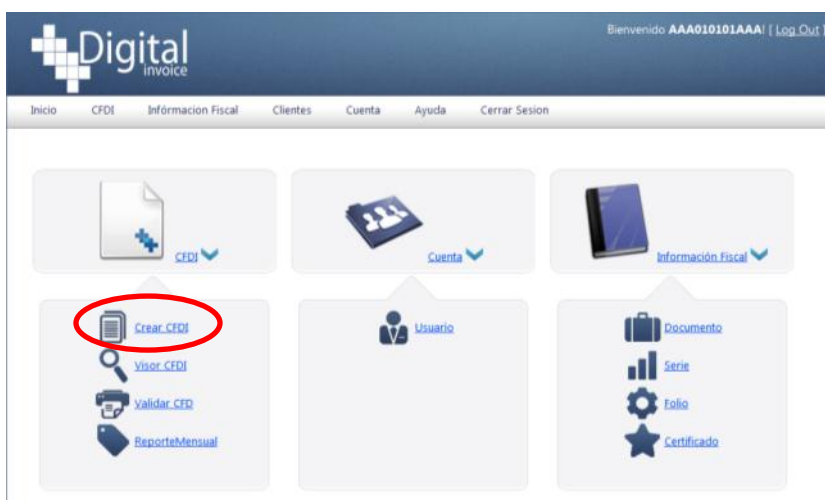 Bienvenido AAA010101AAA! [ Log Out ]
Digital
invoice
Inicio CFDI Informacion Fiscal Clientes Cuenta Ayuda Cerrar Sesion
CFDI Cuenta Información Fiscal
Crear CFDI
Visor CFDI
Validar CFD
ReporteMensual
Usuario
Documento
Serie
Folio
Certificado